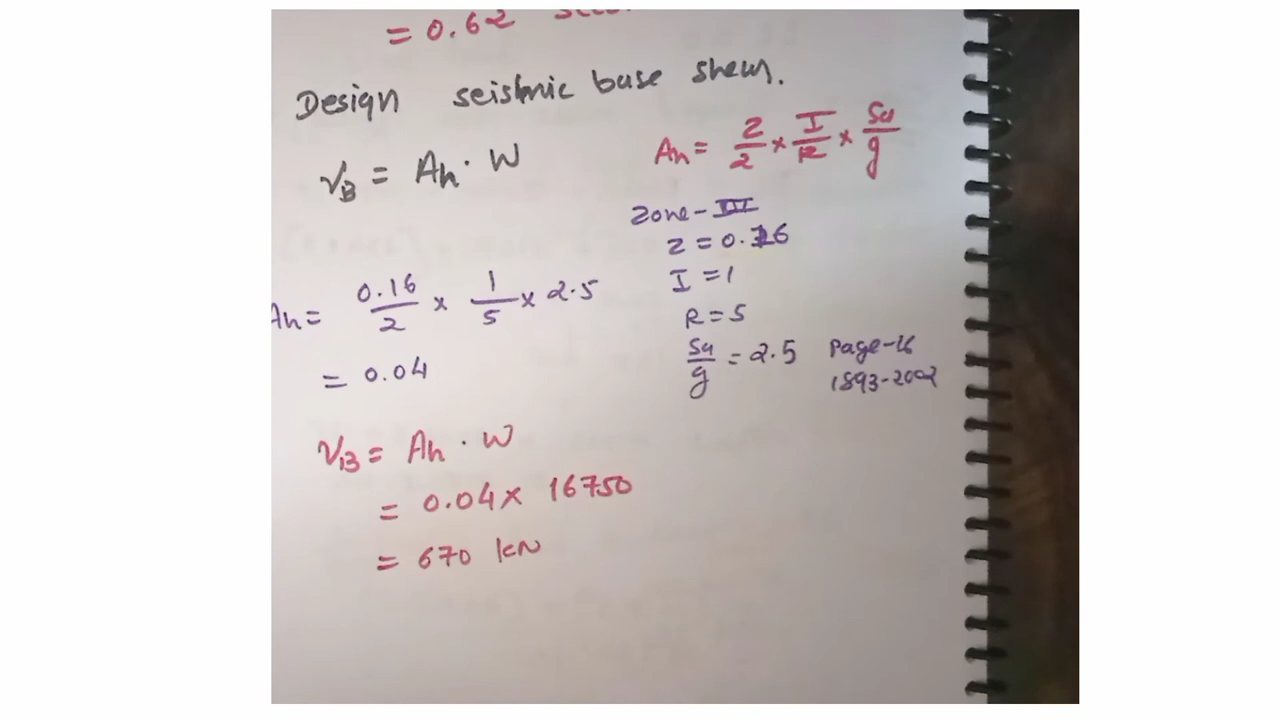 = 0.62
Design seismic base shear.
VB = Ah . W
Ah = Z/2 × I/R × Sa/g
Zone - III
Z = 0.16
I = 1
R = 5
Sa/g = 2.5 Page-16
1893-2002
Ah = 0.16/2 × 1/5 × 2.5
= 0.04
VB = Ah . W
= 0.04 × 16750
= 670 kN